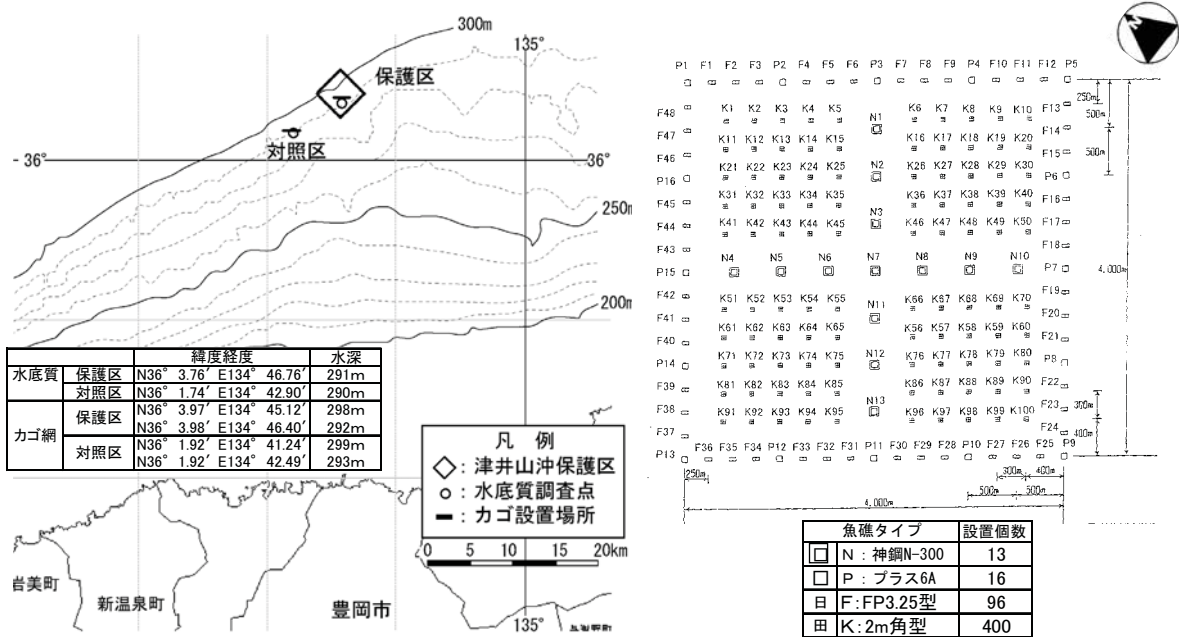 300m
135°
保護区
対照区
36°
36°
250m
200m
緯度経度 水深
水底質 保護区 N36° 3.76′ E134° 46.76′ 291m
対照区 N36° 1.74′ E134° 42.90′ 290m
カゴ網 保護区 N36° 3.97′ E134° 45.12′ 298m
N36° 3.98′ E134° 46.40′ 292m
対照区 N36° 1.92′ E134° 41.24′ 299m
N36° 1.92′ E134° 42.49′ 293m
凡 例
：津井山沖保護区
：水底質調査点
：カゴ設置場所
0 5 10 15 20km
岩美町
新温泉町
豊岡市
135°
N
P1 F1 F2 F3 P2 F4 F5 F6 P3 F7 F8 F9 P4 F10 F11 F12 P5
250m
500m
500m
F48 K1 K2 K3 K4 K5 N1 K6 K7 K8 K9 K10 F13
F47 K11 K12 K13 K14 K15 K16 K17 K18 K19 K20 F14
F46 F15
P16 K21 K22 K23 K24 K25 N2 K26 K27 K28 K29 K30 P6
F45 K31 K32 K33 K34 K35 K36 K37 K38 K39 K40 F16
F44 K41 K42 K43 K44 K45 N3 K46 K47 K48 K49 K50 F17
F43 F18
P15 N4 N5 N6 N7 N8 N9 N10 P7
4,000m
F42 K51 K52 K53 K54 K55 K66 K67 K68 K69 K70 F19
F41 K61 K62 K63 K64 K65 N11 K56 K57 K58 K59 K60 F20
F40 F21
P14 K71 K72 K73 K74 K75 N12 K76 K77 K78 K79 K80 P8
F39 K81 K82 K83 K84 K85 K86 K87 K88 K89 K90 F22
F38 K91 K92 K93 K94 K95 N13 K96 K97 K98 K99 K100 F23
300m
F37 F24
400m
P13 F36 F35 F34 P12 F33 F32 F31 P11 F30 F29 F28 P10 F27 F26 F25 P9
250m 300m 400m
500m 500m
4,000m
魚礁タイプ 設置個数
N：神鋼N-300 13
P：プラス6A 16
F:FP3.25型 96
K:2m角型 400